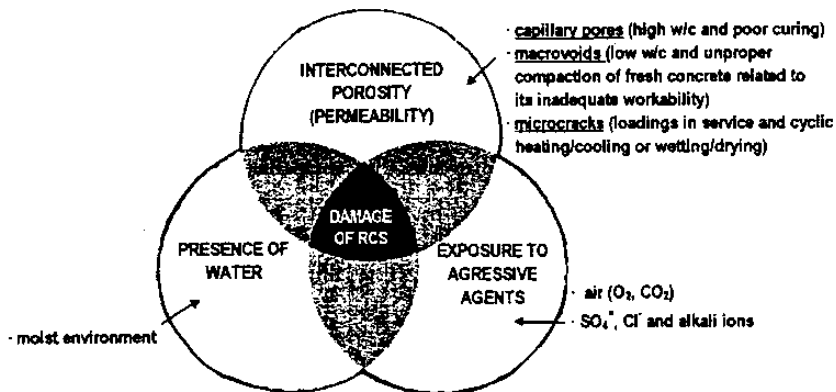 · capillary pores (high w/c and poor curing)
· macrovoids (low w/c and unproper
compaction of fresh concrete related to
its inadequate workability)
· microcracks (loadings in service and cyclic
heating/cooling or wetting/drying)
INTERCONNECTED
POROSITY
(PERMEABILITY)
DAMAGE
OF RCS
PRESENCE OF
WATER
EXPOSURE TO
AGRESSIVE
AGENTS
· air (O₂, CO₂)
· SO₄⁼, Cl⁻ and alkali ions
· moist environment